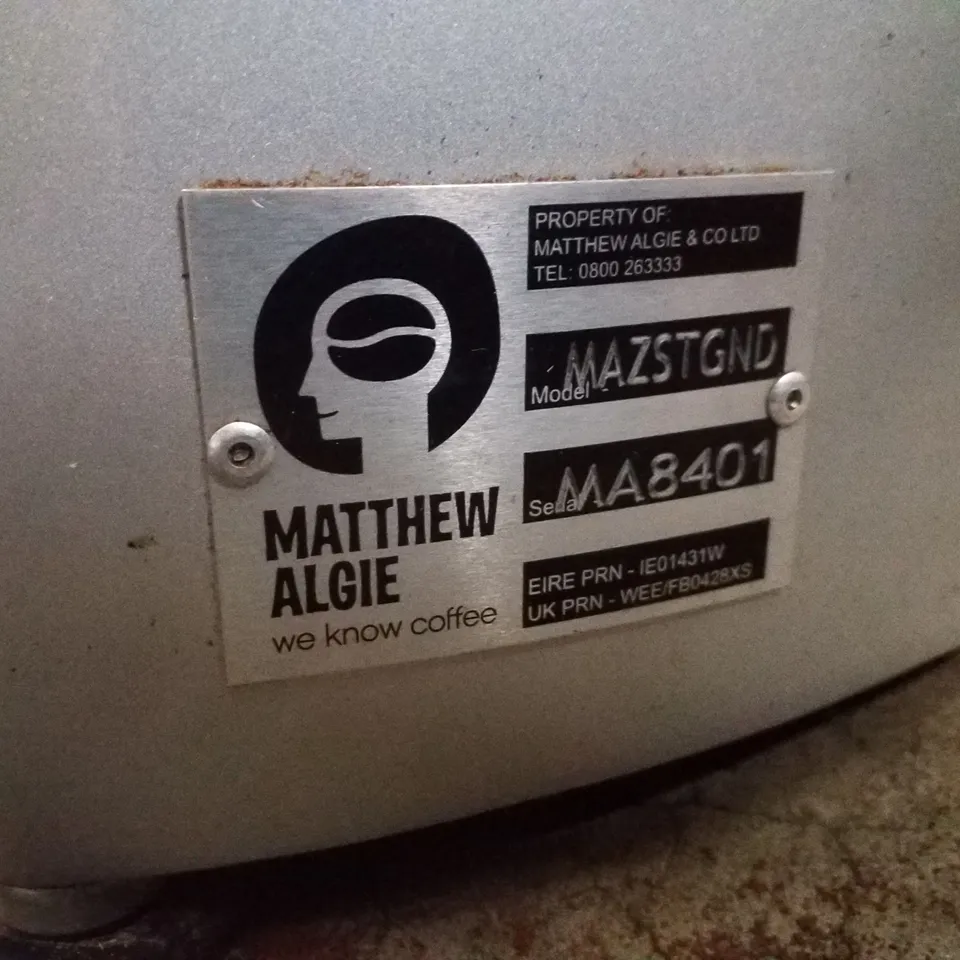 MATTHEW
ALGIE
we know coffee
PROPERTY OF:
MATTHEW ALGIE & CO LTD
TEL: 0800 263333
Model - MAZSTGND
Serial - MA8401
EIRE PRN - IE01431W
UK PRN - WEE/FB0428XS